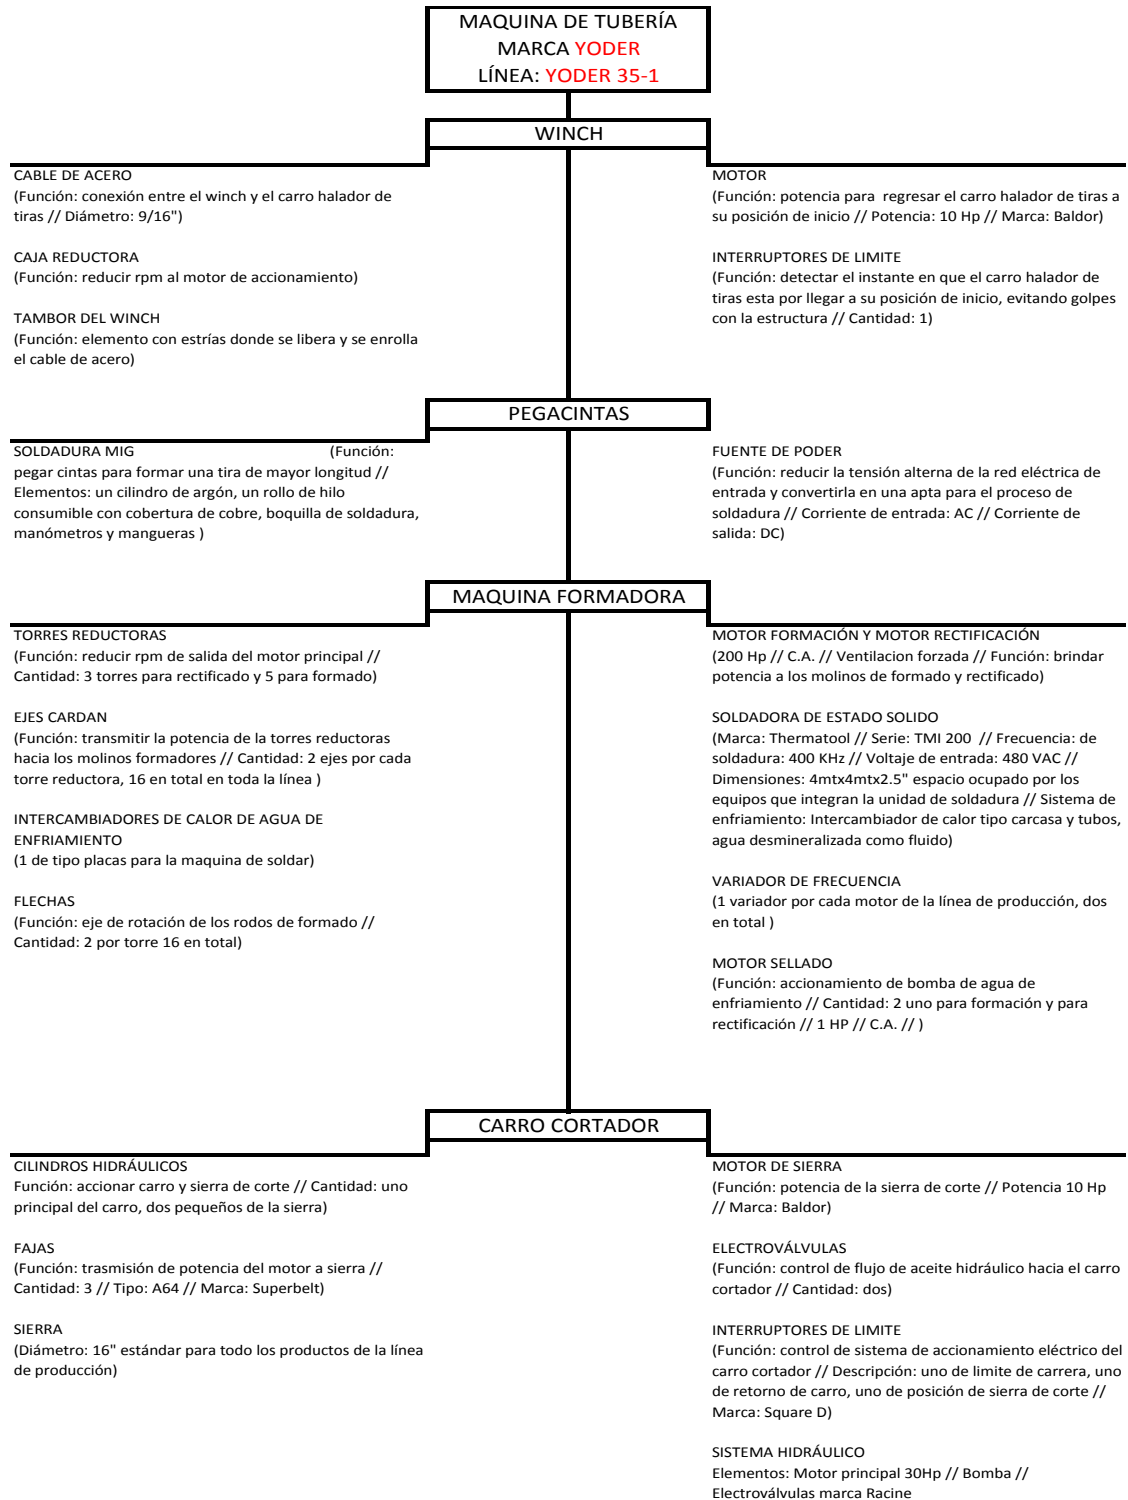 MAQUINA DE TUBERÍA
MARCA YODER
LÍNEA: YODER 35-1
WINCH
CABLE DE ACERO
(Función: conexión entre el winch y el carro halador de
tiras // Diámetro: 9/16")
CAJA REDUCTORA
(Función: reducir rpm al motor de accionamiento)
TAMBOR DEL WINCH
(Función: elemento con estrías donde se libera y se enrolla
el cable de acero)
MOTOR
(Función: potencia para  regresar el carro halador de tiras a
su posición de inicio // Potencia: 10 Hp // Marca: Baldor)
INTERRUPTORES DE LIMITE
(Función: detectar el instante en que el carro halador de
tiras esta por llegar a su posición de inicio, evitando golpes
con la estructura // Cantidad: 1)
PEGACINTAS
SOLDADURA MIG (Función:
pegar cintas para formar una tira de mayor longitud //
Elementos: un cilindro de argón, un rollo de hilo
consumible con cobertura de cobre, boquilla de soldadura,
manómetros y mangueras )
FUENTE DE PODER
(Función: reducir la tensión alterna de la red eléctrica de
entrada y convertirla en una apta para el proceso de
soldadura // Corriente de entrada: AC // Corriente de
salida: DC)
MAQUINA FORMADORA
TORRES REDUCTORAS
(Función: reducir rpm de salida del motor principal //
Cantidad: 3 torres para rectificado y 5 para formado)
EJES CARDAN
(Función: transmitir la potencia de la torres reductoras
hacia los molinos formadores // Cantidad: 2 ejes por cada
torre reductora, 16 en total en toda la línea )
INTERCAMBIADORES DE CALOR DE AGUA DE
ENFRIAMIENTO
(1 de tipo placas para la maquina de soldar)
FLECHAS
(Función: eje de rotación de los rodos de formado //
Cantidad: 2 por torre 16 en total)
MOTOR FORMACIÓN Y MOTOR RECTIFICACIÓN
(200 Hp // C.A. // Ventilacion forzada // Función: brindar
potencia a los molinos de formado y rectificado)
SOLDADORA DE ESTADO SOLIDO
(Marca: Thermatool // Serie: TMI 200  // Frecuencia: de
soldadura: 400 KHz // Voltaje de entrada: 480 VAC //
Dimensiones: 4mtx4mtx2.5" espacio ocupado por los
equipos que integran la unidad de soldadura // Sistema de
enfriamiento: Intercambiador de calor tipo carcasa y tubos,
agua desmineralizada como fluido)
VARIADOR DE FRECUENCIA
(1 variador por cada motor de la línea de producción, dos
en total )
MOTOR SELLADO
(Función: accionamiento de bomba de agua de
enfriamiento // Cantidad: 2 uno para formación y para
rectificación // 1 HP // C.A. // )
CARRO CORTADOR
CILINDROS HIDRÁULICOS
Función: accionar carro y sierra de corte // Cantidad: uno
principal del carro, dos pequeños de la sierra)
FAJAS
(Función: trasmisión de potencia del motor a sierra //
Cantidad: 3 // Tipo: A64 // Marca: Superbelt)
SIERRA
(Diámetro: 16" estándar para todo los productos de la línea
de producción)
MOTOR DE SIERRA
(Función: potencia de la sierra de corte // Potencia 10 Hp
// Marca: Baldor)
ELECTROVÁLVULAS
(Función: control de flujo de aceite hidráulico hacia el carro
cortador // Cantidad: dos)
INTERRUPTORES DE LIMITE
(Función: control de sistema de accionamiento eléctrico del
carro cortador // Descripción: uno de limite de carrera, uno
de retorno de carro, uno de posición de sierra de corte //
Marca: Square D)
SISTEMA HIDRÁULICO
Elementos: Motor principal 30Hp // Bomba //
Electroválvulas marca Racine